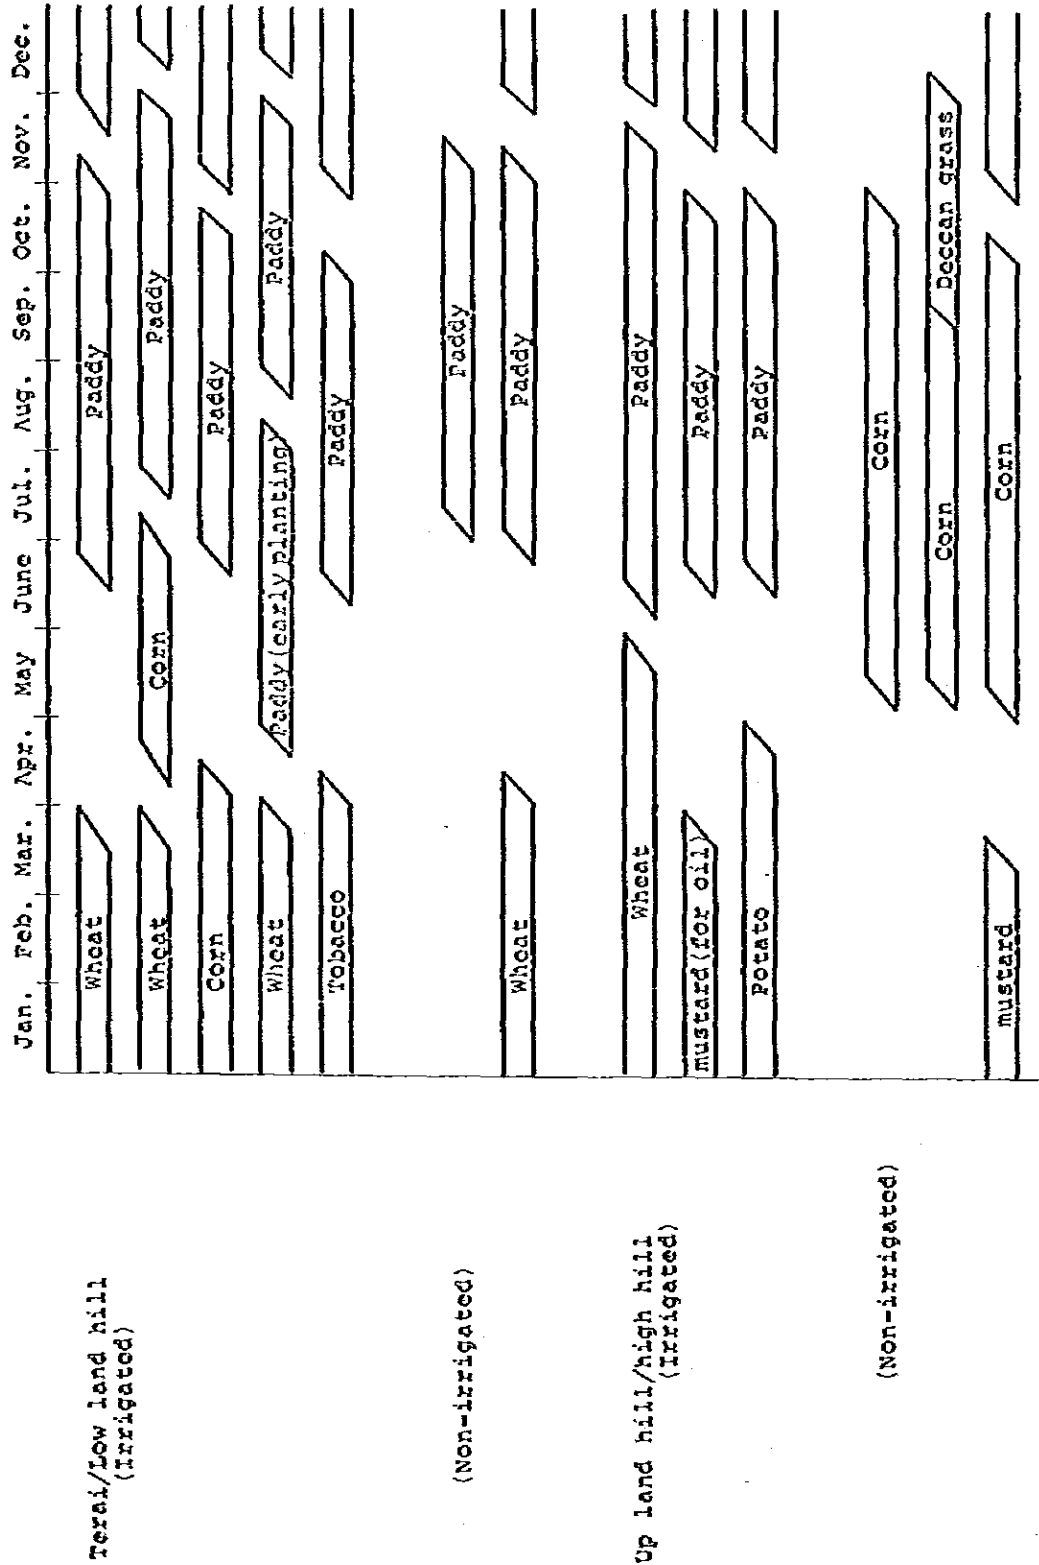 Jan. Feb. Mar. Apr. May June Jul. Aug. Sep. Oct. Nov. Dec.
Terai/Low land hill
(Irrigated)
Wheat Paddy
Wheat Corn Paddy
Corn Paddy
Wheat Paddy(early planting) Paddy
Tobacco Paddy
(Non-irrigated)
Paddy
Wheat Paddy
Up land hill/high hill
(Irrigated)
Wheat Paddy
mustard(for oil) Paddy
Potato Paddy
(Non-irrigated)
Corn
Corn Deccan grass
mustard Corn